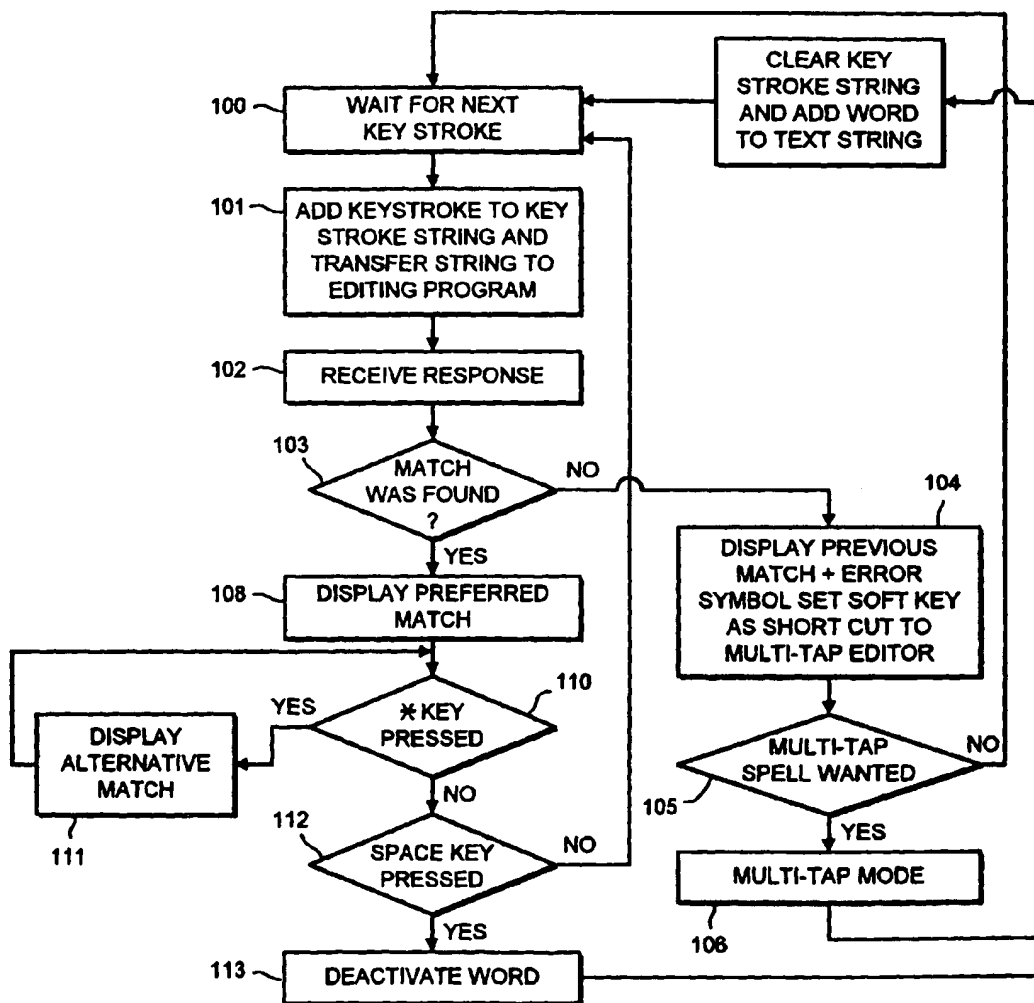 CLEAR KEY
STROKE STRING
AND ADD WORD
TO TEXT STRING
100
WAIT FOR NEXT
KEY STROKE
101
ADD KEYSTROKE TO KEY
STROKE STRING AND
TRANSFER STRING TO
EDITING PROGRAM
102
RECEIVE RESPONSE
103
MATCH
WAS FOUND
?
NO
YES
104
DISPLAY PREVIOUS
MATCH + ERROR
SYMBOL SET SOFT KEY
AS SHORT CUT TO
MULTI-TAP EDITOR
108
DISPLAY PREFERRED
MATCH
110
* KEY
PRESSED
YES
NO
DISPLAY
ALTERNATIVE
MATCH
111
MULTI-TAP
SPELL WANTED
105
NO
YES
112
SPACE KEY
PRESSED
NO
YES
MULTI-TAP MODE
106
113
DEACTIVATE WORD